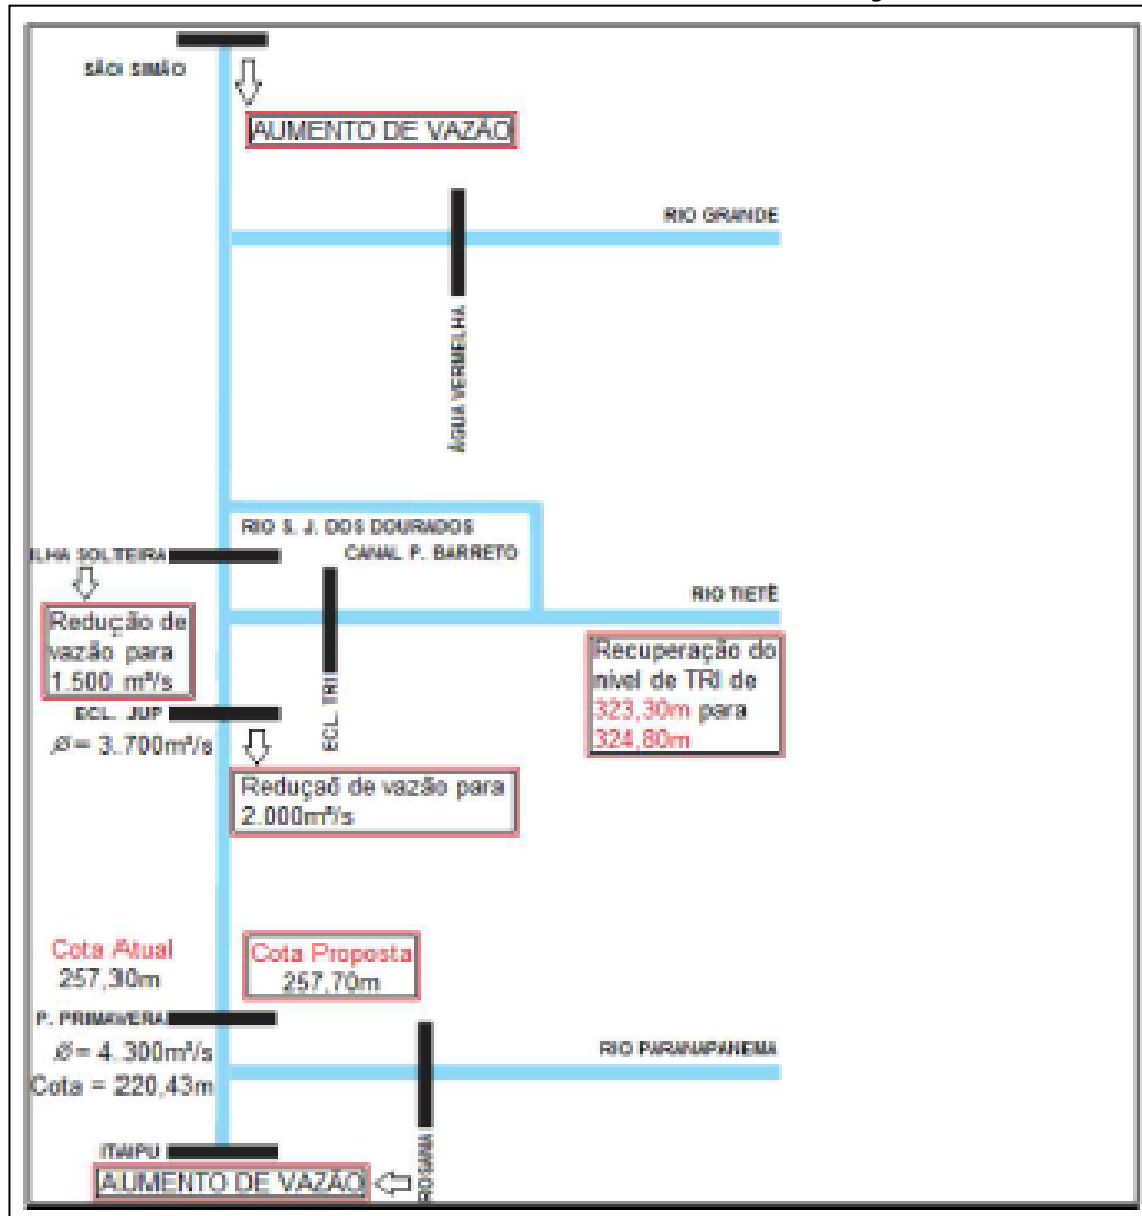 SÃOI SIMÃO
AUMENTO DE VAZÃO
RIO GRANDE
ÁGUA VERMELHA
RIO S. J. DOS DOURADOS
ILHA SOLTEIRA
CANAL P. BARRETO
RIO TIETÊ
Redução de
vazão para
1.500 m³/s
Recuperação do
nivel de TRI de
323,30m para
324,80m
ECL. TRI
ECL. JUP
Ø= 3.700m³/s
Reduçaõ de vazão para
2.000m³/s
Cota Atual
257,30m
Cota Proposta
257,70m
P. PRIMAVERA
Ø= 4.300m³/s
Cota = 220,43m
RIO PARANAPANEMA
ITAIPU
AUMENTO DE VAZÃO
ROSANA